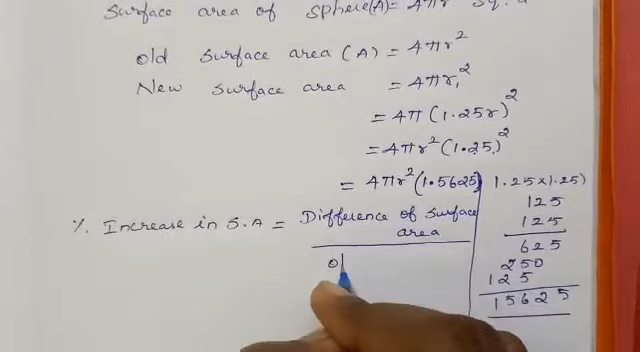 Surface area of sphere(A) = 4πr² Sq.
old surface area (A) = 4πr²
New surface area = 4πr₁²
= 4π (1.25r)²
= 4πr² (1.25)²
= 4πr² (1.5625)
% Increase in S.A = Difference of surface
area
ol
1.25×1.25)
125
125
625
250
125
15625